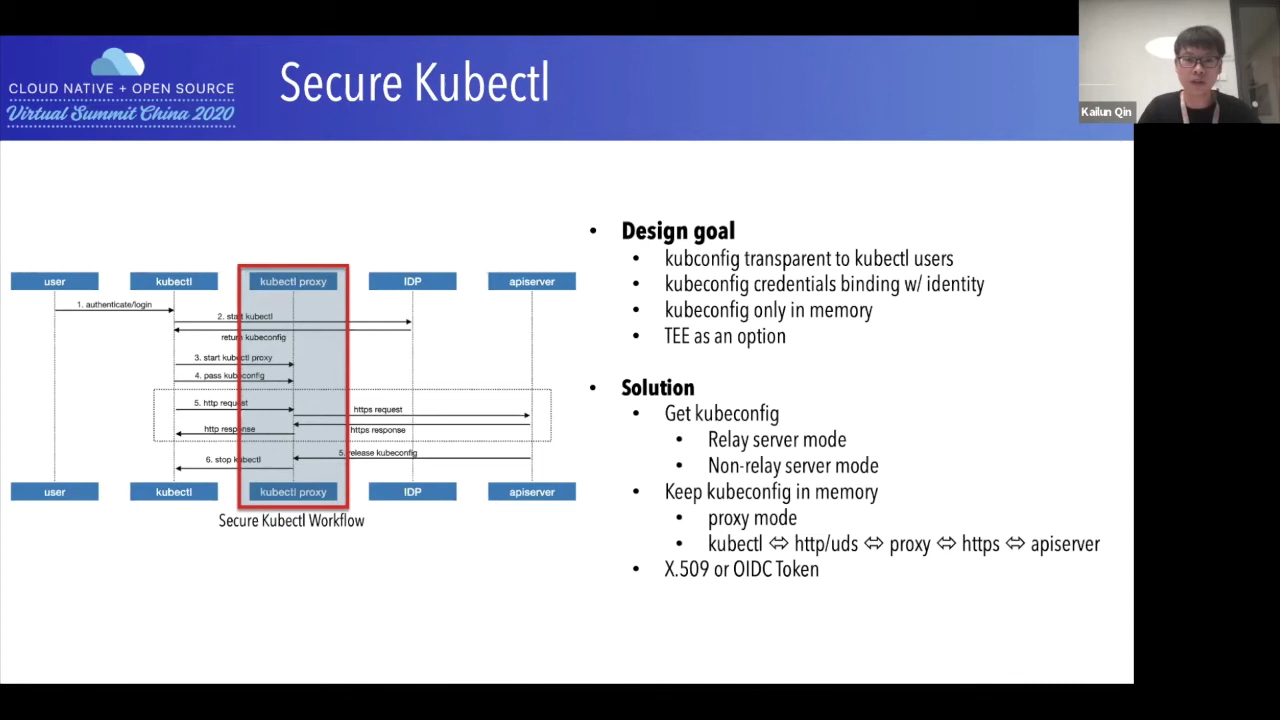 CLOUD NATIVE + OPEN SOURCE
Virtual Summit China 2020
Secure Kubectl
Kailun Qin
user
kubectl
kubectl proxy
IDP
apiserver
1. authenticate/login
2. start kubectl
return kubeconfig
3. start kubectl proxy
4. pass kubeconfig
5. http request
https request
http response
https response
5. release kubeconfig
6. stop kubectl
user
kubectl
kubectl proxy
IDP
apiserver
Secure Kubectl Workflow
• Design goal
• kubconfig transparent to kubectl users
• kubeconfig credentials binding w/ identity
• kubeconfig only in memory
• TEE as an option
• Solution
• Get kubeconfig
• Relay server mode
• Non-relay server mode
• Keep kubeconfig in memory
• proxy mode
• kubectl ⇔ http/uds ⇔ proxy ⇔ https ⇔ apiserver
• X.509 or OIDC Token